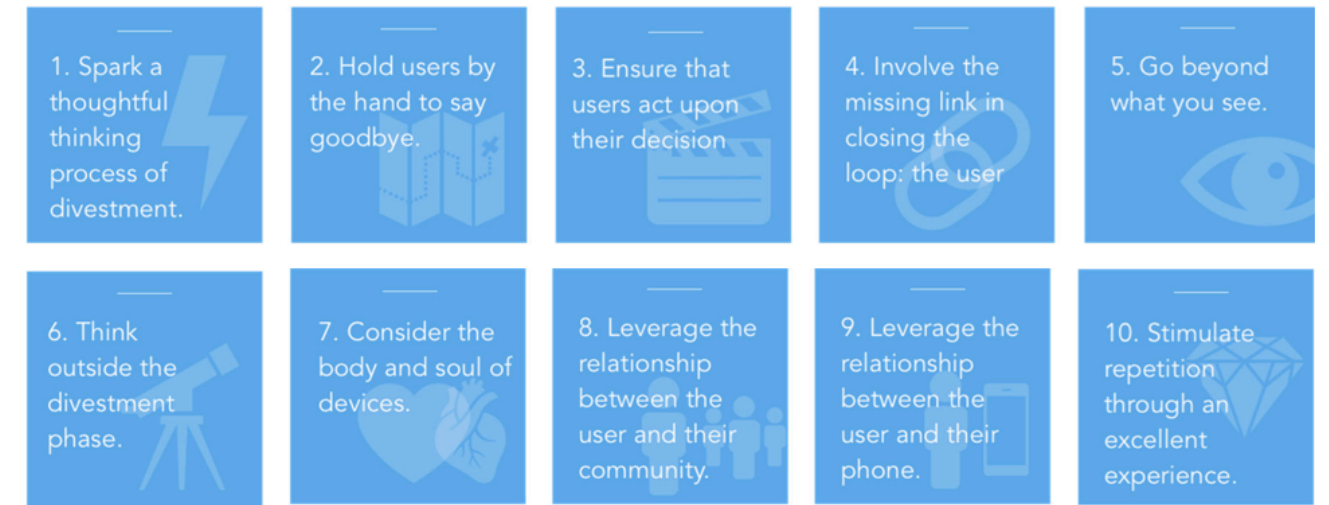 1. Spark a
thoughtful
thinking
process of
divestment.
2. Hold users by
the hand to say
goodbye.
3. Ensure that
users act upon
their decision
4. Involve the
missing link in
closing the
loop: the user
5. Go beyond
what you see.
6. Think
outside the
divestment
phase.
7. Consider the
body and soul of
devices.
8. Leverage the
relationship
between the
user and their
community.
9. Leverage the
relationship
between the
user and their
phone.
10. Stimulate
repetition
through an
excellent
experience.